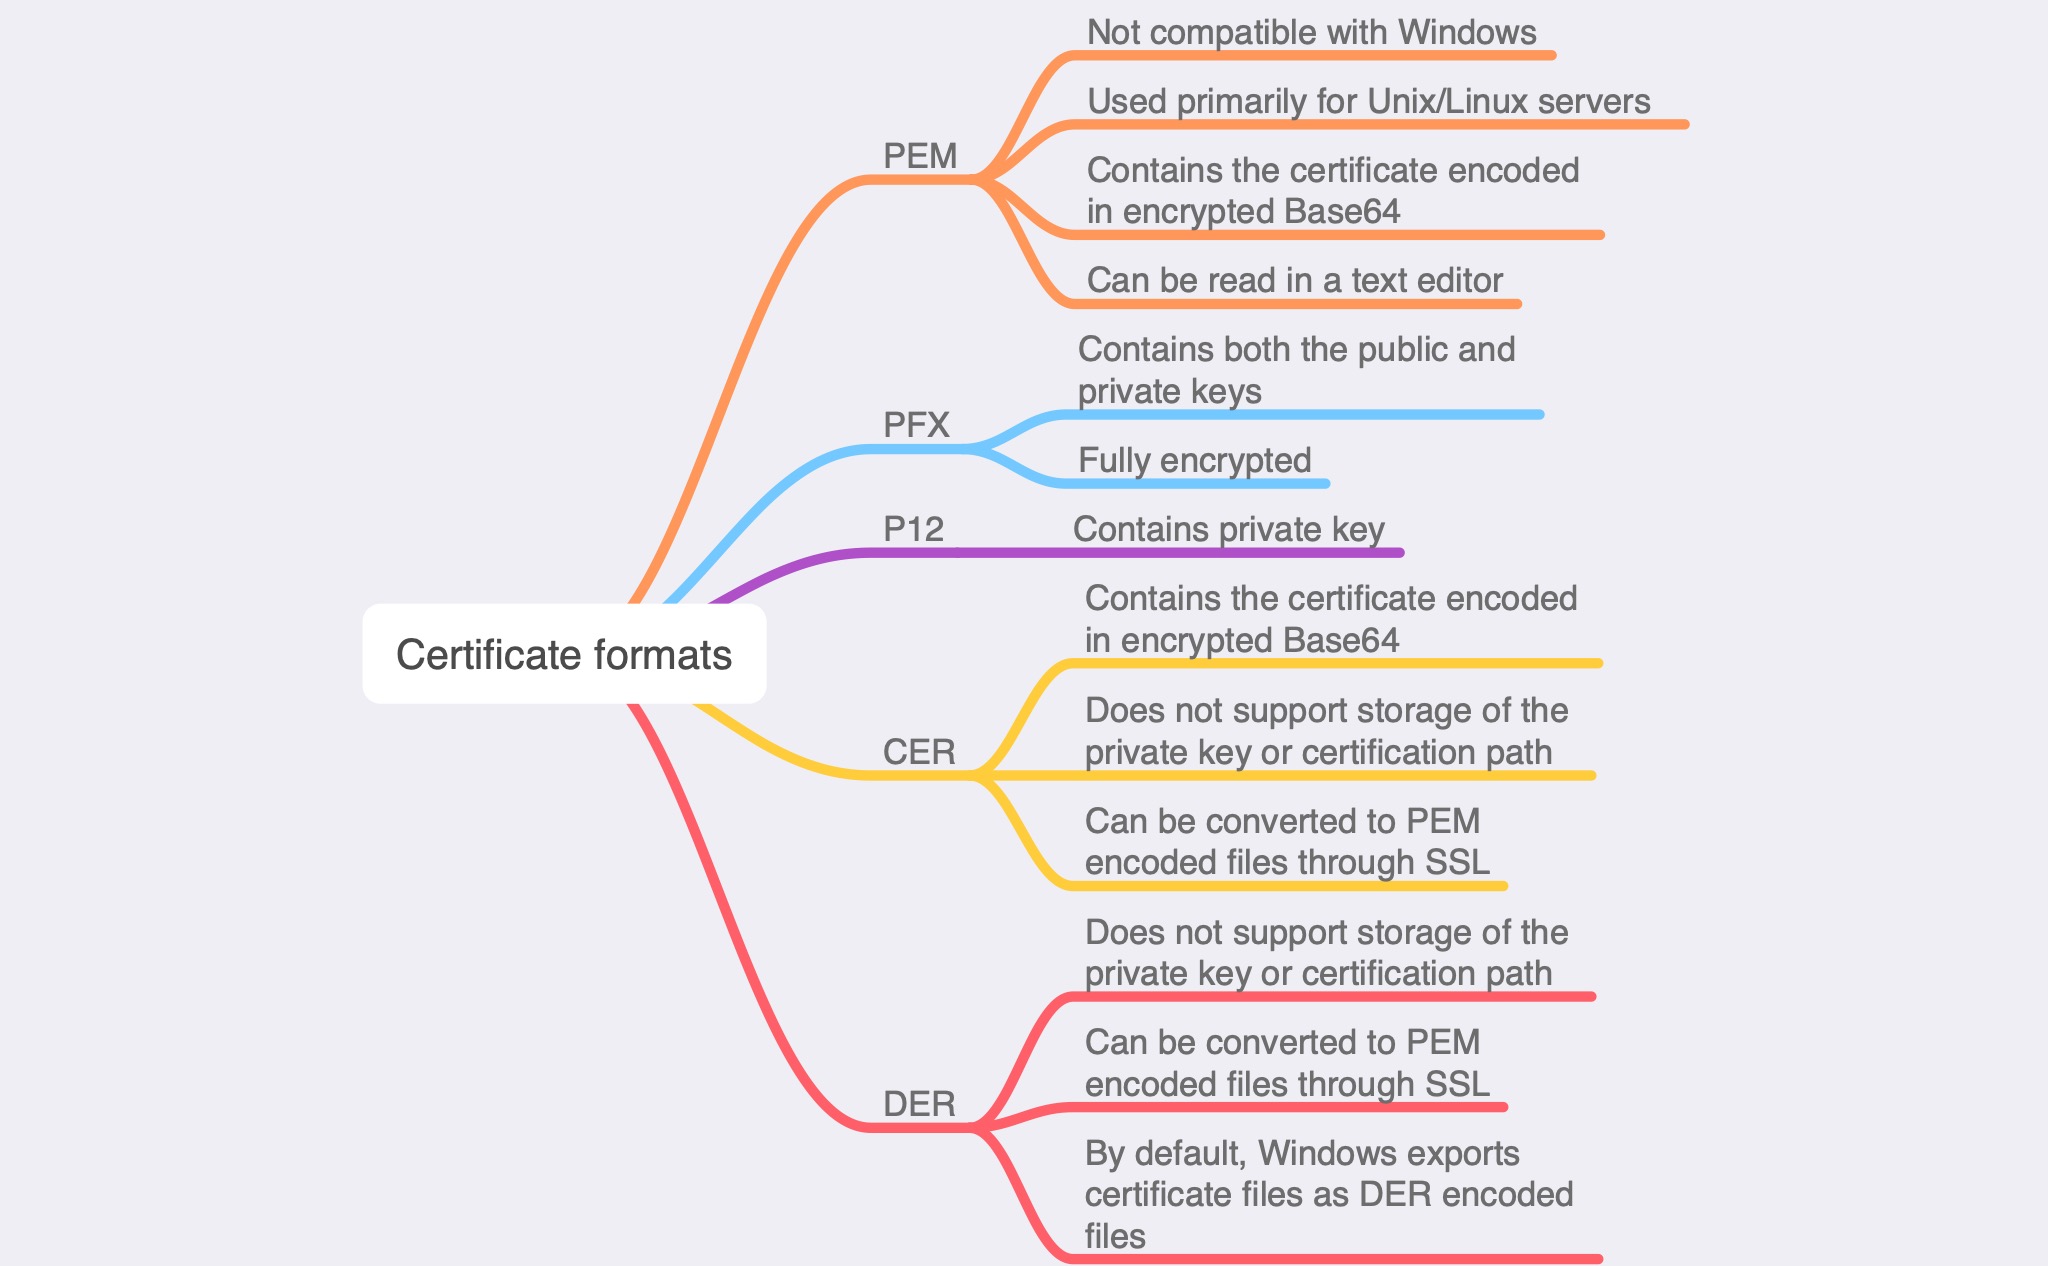 Certificate formats
PEM
Not compatible with Windows
Used primarily for Unix/Linux servers
Contains the certificate encoded
in encrypted Base64
Can be read in a text editor
PFX
Contains both the public and
private keys
Fully encrypted
P12
Contains private key
CER
Contains the certificate encoded
in encrypted Base64
Does not support storage of the
private key or certification path
Can be converted to PEM
encoded files through SSL
DER
Does not support storage of the
private key or certification path
Can be converted to PEM
encoded files through SSL
By default, Windows exports
certificate files as DER encoded
files